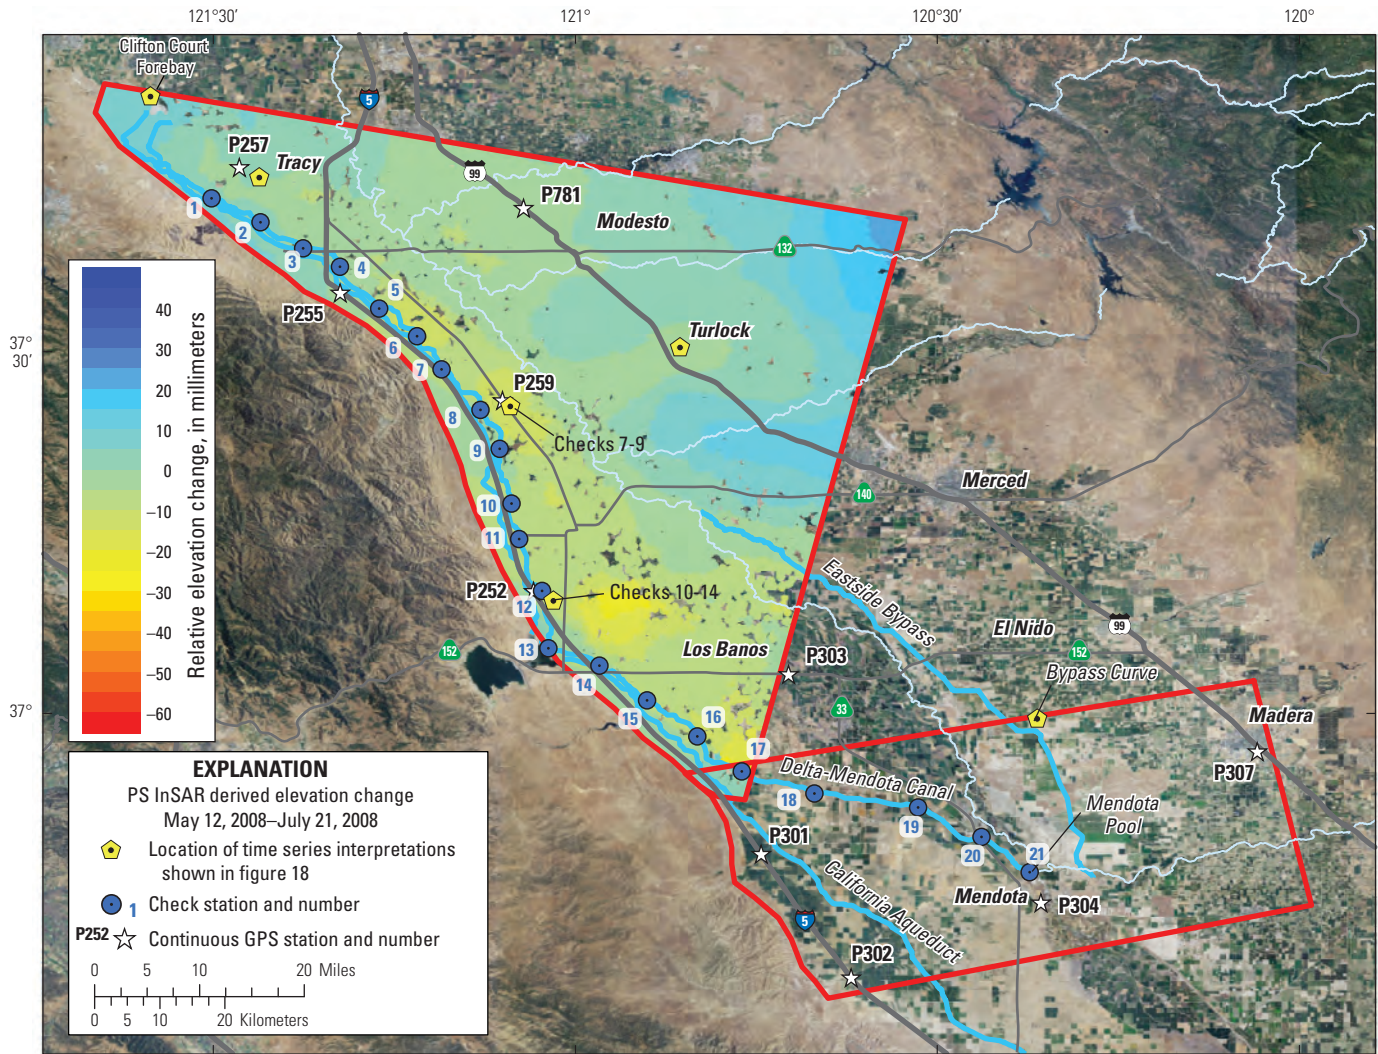 121°30'
121°
120°30'
120°
Clifton Court
Forebay
5
P257
Tracy
99
P781
Modesto
132
1
2
3
4
5
P255
6
7
8
9
10
11
12
13
14
15
16
17
18
19
20
21
37°
30'
Turlock
P259
Checks 7-9
140
Merced
P252
Checks 10-14
Eastside Bypass
El Nido
99
152
152
Los Banos
P303
33
Bypass Curve
37°
Madera
P307
Delta-Mendota Canal
Mendota
Pool
P301
California Aqueduct
Mendota
P304
5
P302
40
30
20
10
0
–10
–20
–30
–40
–50
–60
Relative elevation change, in millimeters
EXPLANATION
PS InSAR derived elevation change
May 12, 2008–July 21, 2008
Location of time series interpretations
shown in figure 18
1 Check station and number
P252 Continuous GPS station and number
0 5 10 20 Miles
0 5 10 20 Kilometers